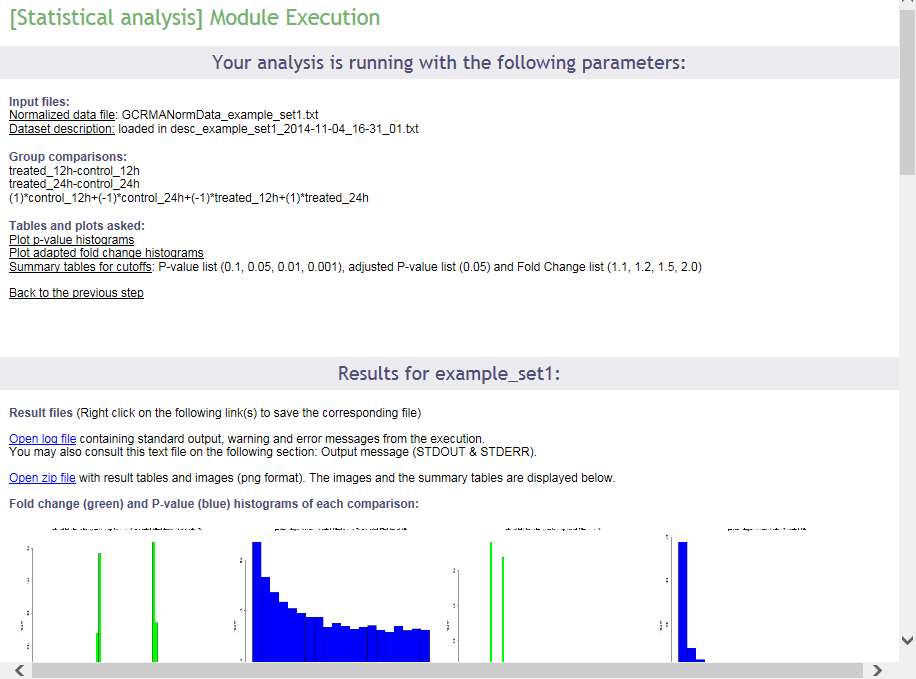 [Statistical analysis] Module Execution
Your analysis is running with the following parameters:
Input files:
Normalized data file: GCRMANormData_example_set1.txt
Dataset description: loaded in desc_example_set1_2014-11-04_16-31_01.txt
Group comparisons:
treated_12h-control_12h
treated_24h-control_24h
(1)*control_12h+(-1)*control_24h+(-1)*treated_12h+(1)*treated_24h
Tables and plots asked:
Plot p-value histograms
Plot adapted fold change histograms
Summary tables for cutoffs: P-value list (0.1, 0.05, 0.01, 0.001), adjusted P-value list (0.05) and Fold Change list (1.1, 1.2, 1.5, 2.0)
Back to the previous step
Results for example_set1:
Result files (Right click on the following link(s) to save the corresponding file)
Open log file containing standard output, warning and error messages from the execution.
You may also consult this text file on the following section: Output message (STDOUT & STDERR).
Open zip file with result tables and images (png format). The images and the summary tables are displayed below.
Fold change (green) and P-value (blue) histograms of each comparison: